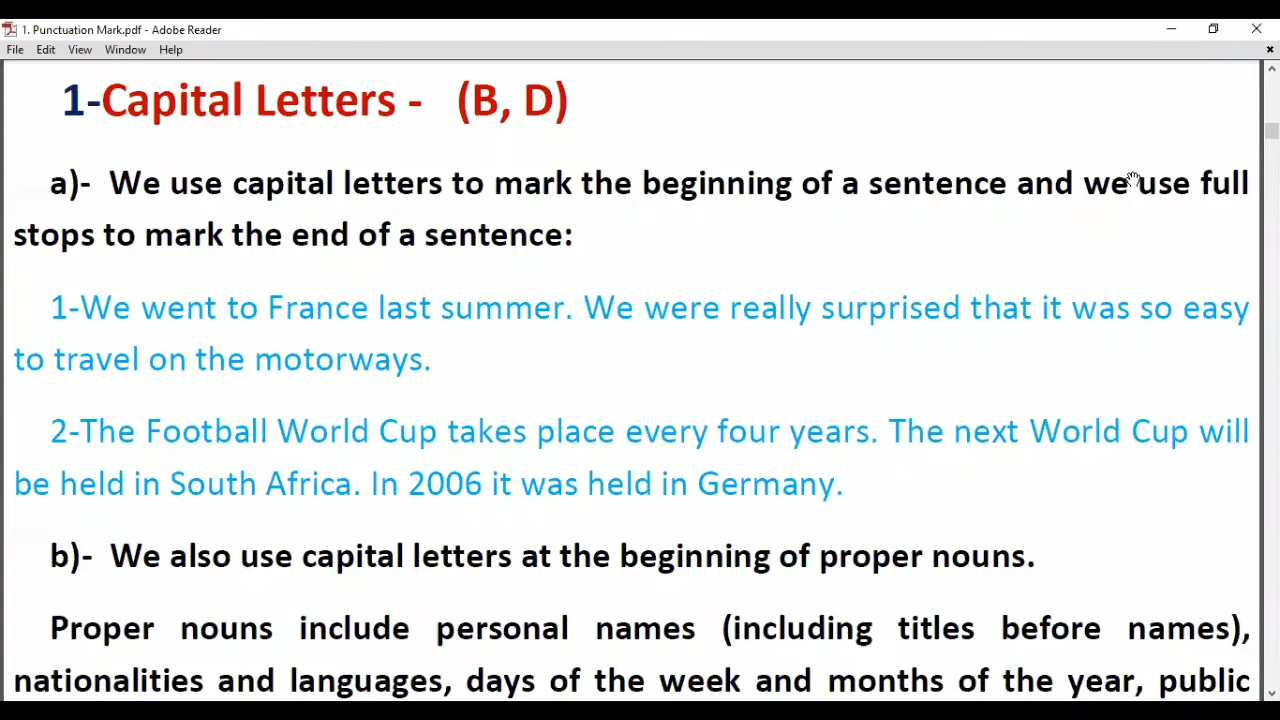 1. Punctuation Mark.pdf - Adobe Reader
File Edit View Window Help
1-Capital Letters - (B, D)
a)- We use capital letters to mark the beginning of a sentence and we use full
stops to mark the end of a sentence:
1-We went to France last summer. We were really surprised that it was so easy
to travel on the motorways.
2-The Football World Cup takes place every four years. The next World Cup will
be held in South Africa. In 2006 it was held in Germany.
b)- We also use capital letters at the beginning of proper nouns.
Proper nouns include personal names (including titles before names),
nationalities and languages, days of the week and months of the year, public